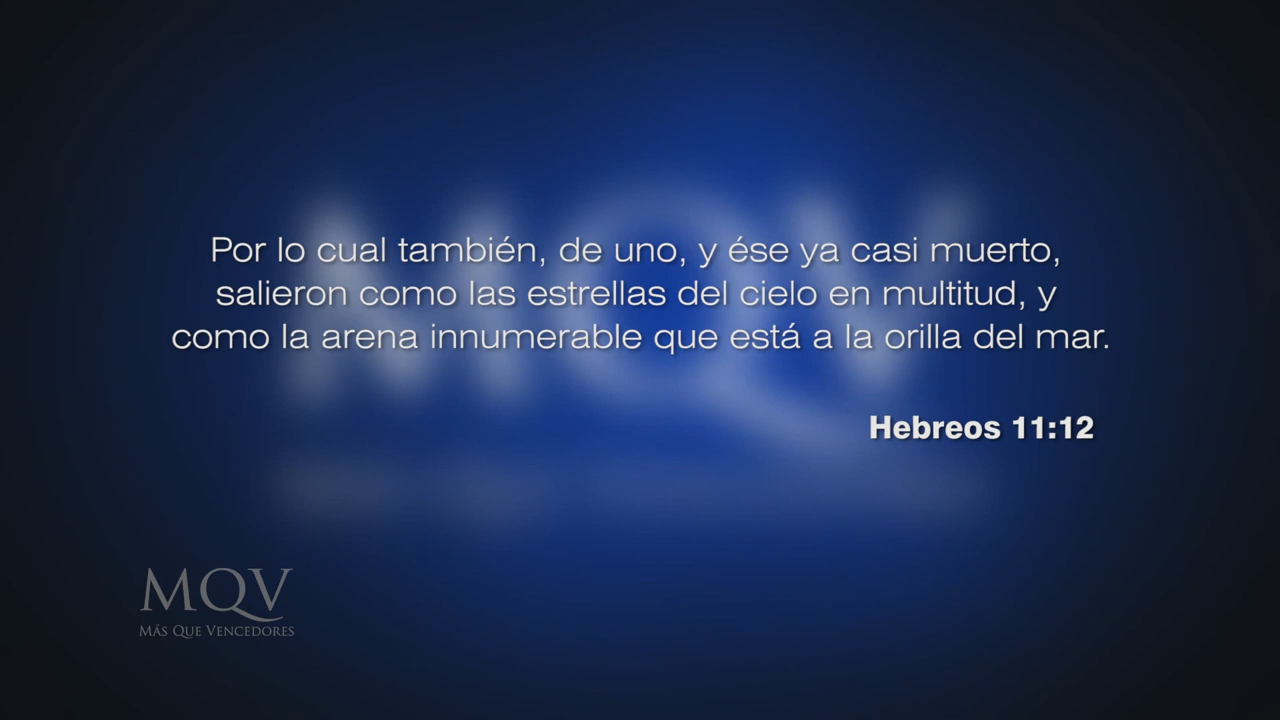 Por lo cual también, de uno, y ése ya casi muerto,
salieron como las estrellas del cielo en multitud, y
como la arena innumerable que está a la orilla del mar.
Hebreos 11:12
MQV
MÁS QUE VENCEDORES